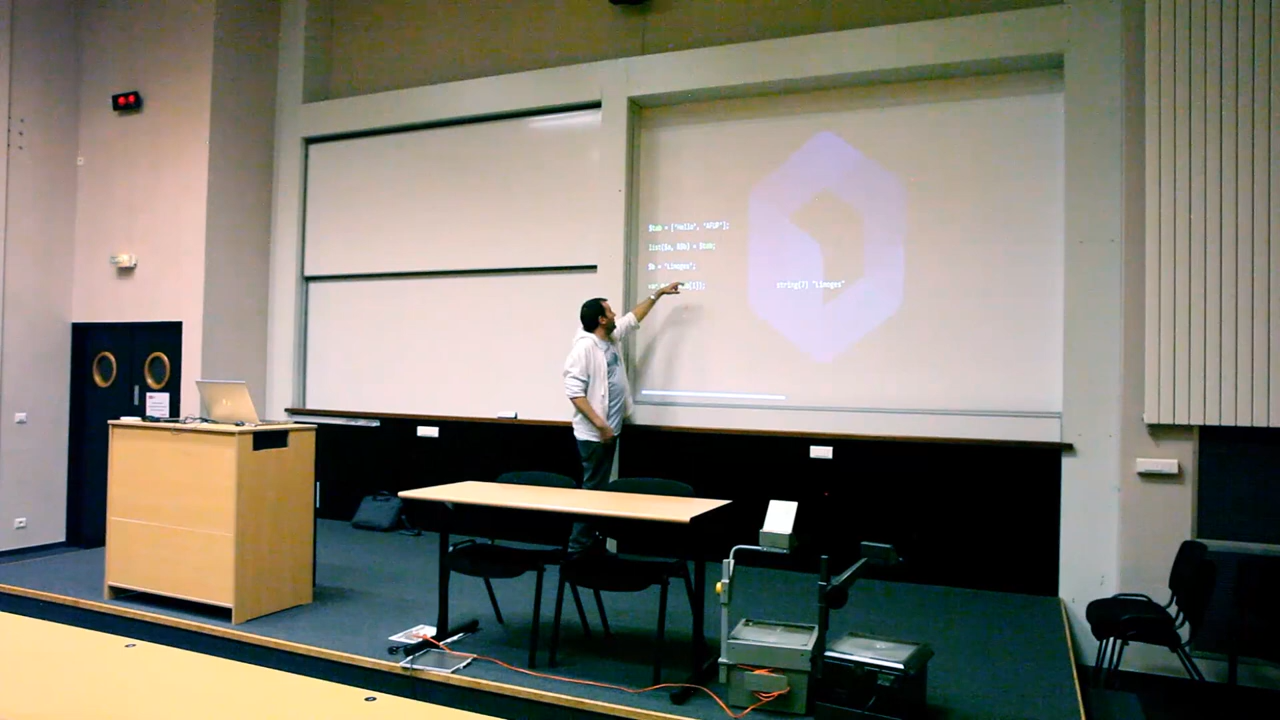 $tab = ["Hello", "AFUP"];
list($a, &$b) = $tab;
$b = "Limoges";
string(7) "Limoges"